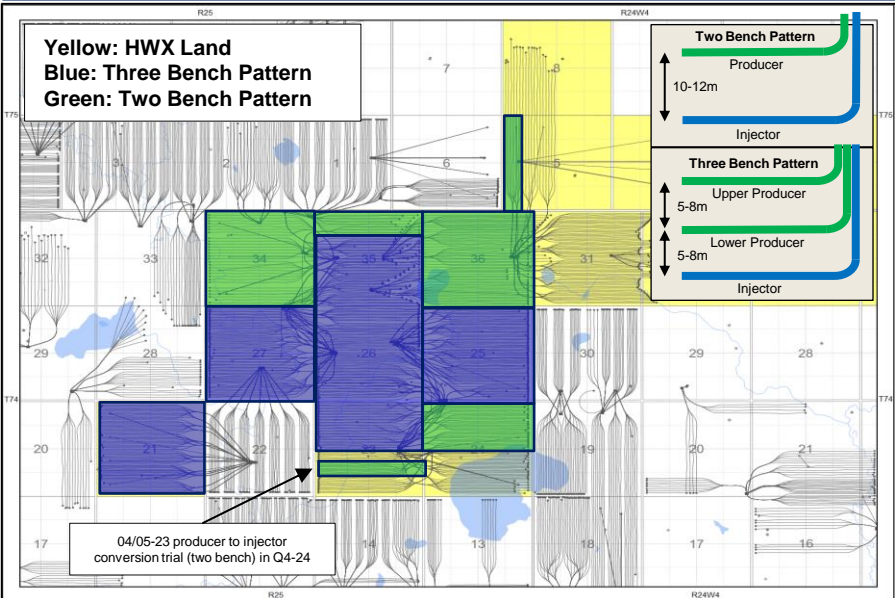 R25
R24W4
Yellow: HWX Land
Blue: Three Bench Pattern
Green: Two Bench Pattern
Two Bench Pattern
Producer
10-12m
Injector
Three Bench Pattern
Upper Producer
5-8m
Lower Producer
5-8m
Injector
7
8
T75
T75
3
2
1
6
5
32
33
34
35
36
31
29
28
27
26
25
30
29
28
T74
T74
20
21
22
23
24
19
20
21
04/05-23 producer to injector
conversion trial (two bench) in Q4-24
17
14
13
17
16
R25
R24W4